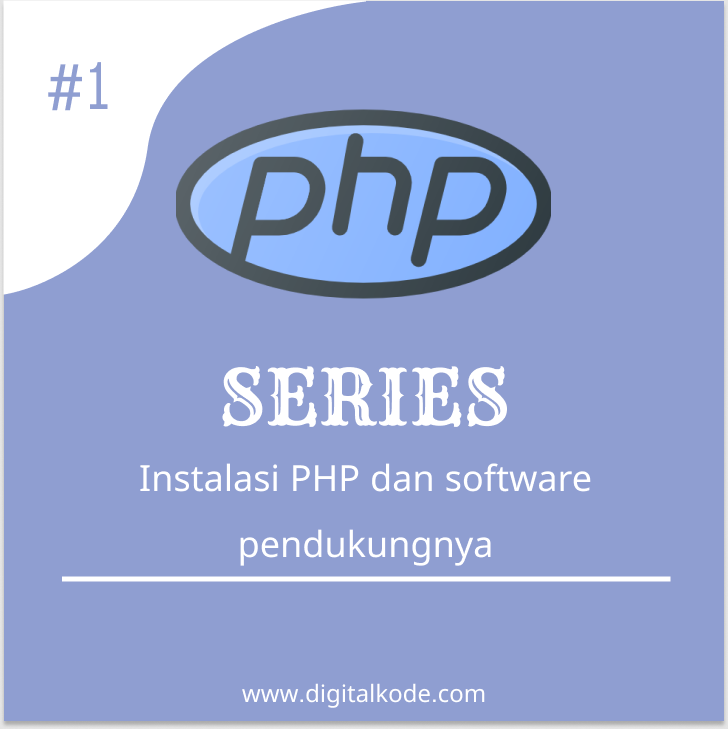 #1
php
SERIES
Instalasi PHP dan software
pendukungnya
www.digitalkode.com